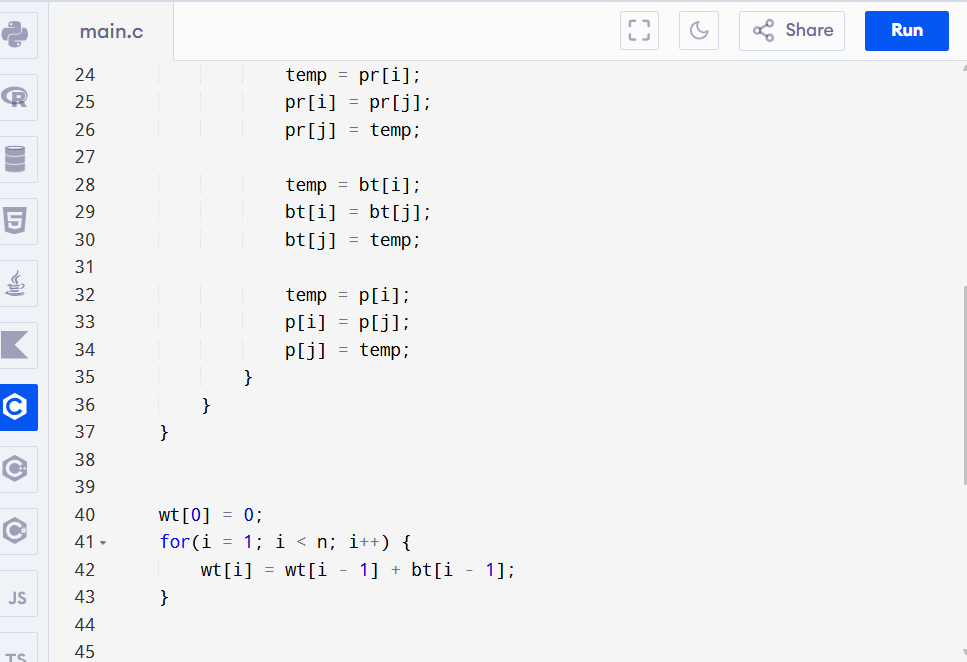 main.c
Share
Run
24 temp = pr[i];
25 pr[i] = pr[j];
26 pr[j] = temp;
27
28 temp = bt[i];
29 bt[i] = bt[j];
30 bt[j] = temp;
31
32 temp = p[i];
33 p[i] = p[j];
34 p[j] = temp;
35 }
36 }
37 }
38
39
40 wt[0] = 0;
41 for(i = 1; i < n; i++) {
42 wt[i] = wt[i - 1] + bt[i - 1];
43 }
44
45
R
C
C
C
JS
TS